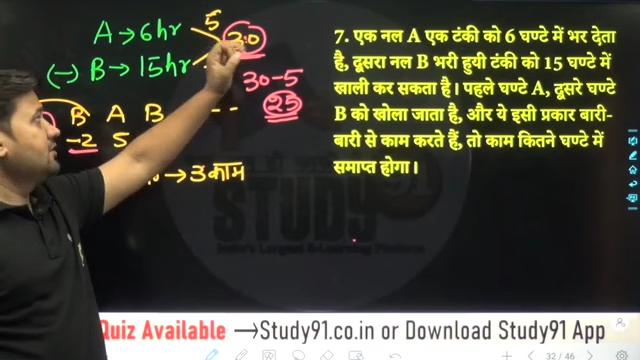 A → 6hr
5
30
(-) B → 15hr
30-5
25
B A B - -
-2 5
→ 3 काम
7. एक नल A एक टंकी को 6 घण्टे में भर देता
है, दूसरा नल B भरी हुयी टंकी को 15 घण्टे में
खाली कर सकता है। पहले घण्टे A, दूसरे घण्टे
B को खोला जाता है, और ये इसी प्रकार बारी-
बारी से काम करते हैं, तो काम कितने घण्टे में
समाप्त होगा।
STUDY91
India's Largest E-Learning Platform
Quiz Available → Study91.co.in or Download Study91 App
32 / 46